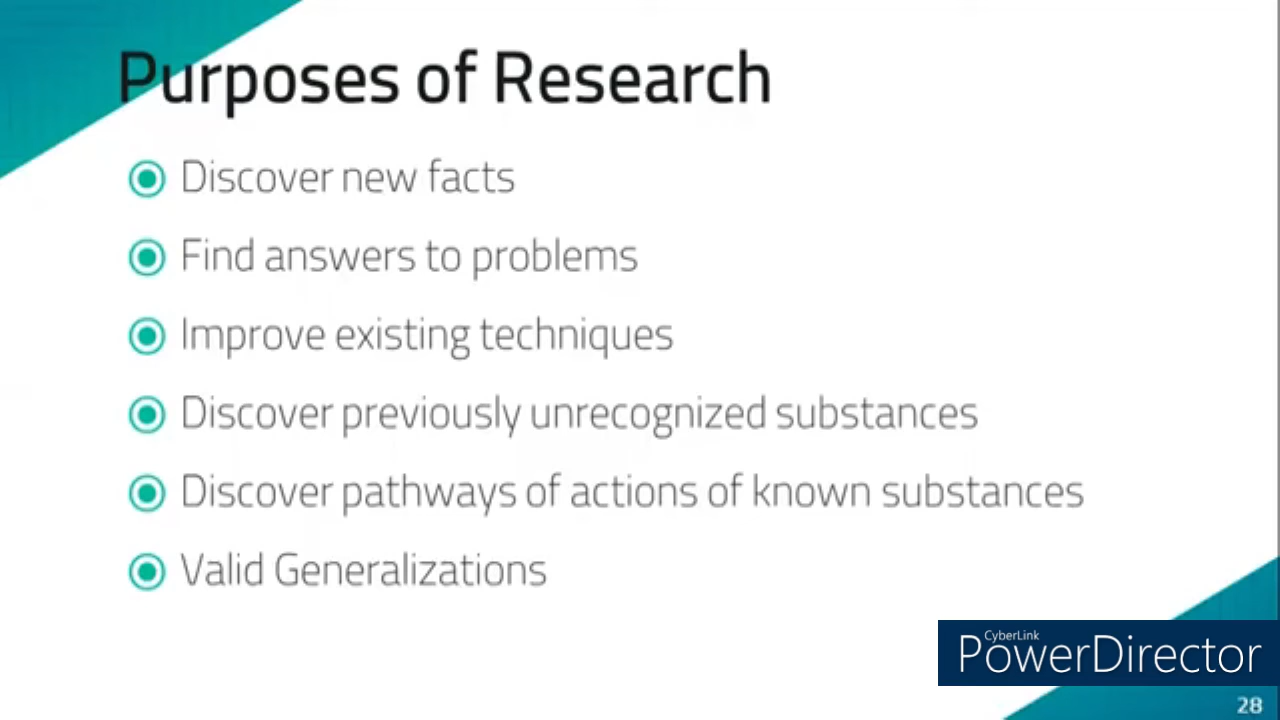 Purposes of Research
Discover new facts
Find answers to problems
Improve existing techniques
Discover previously unrecognized substances
Discover pathways of actions of known substances
Valid Generalizations
CyberLink
PowerDirector
28